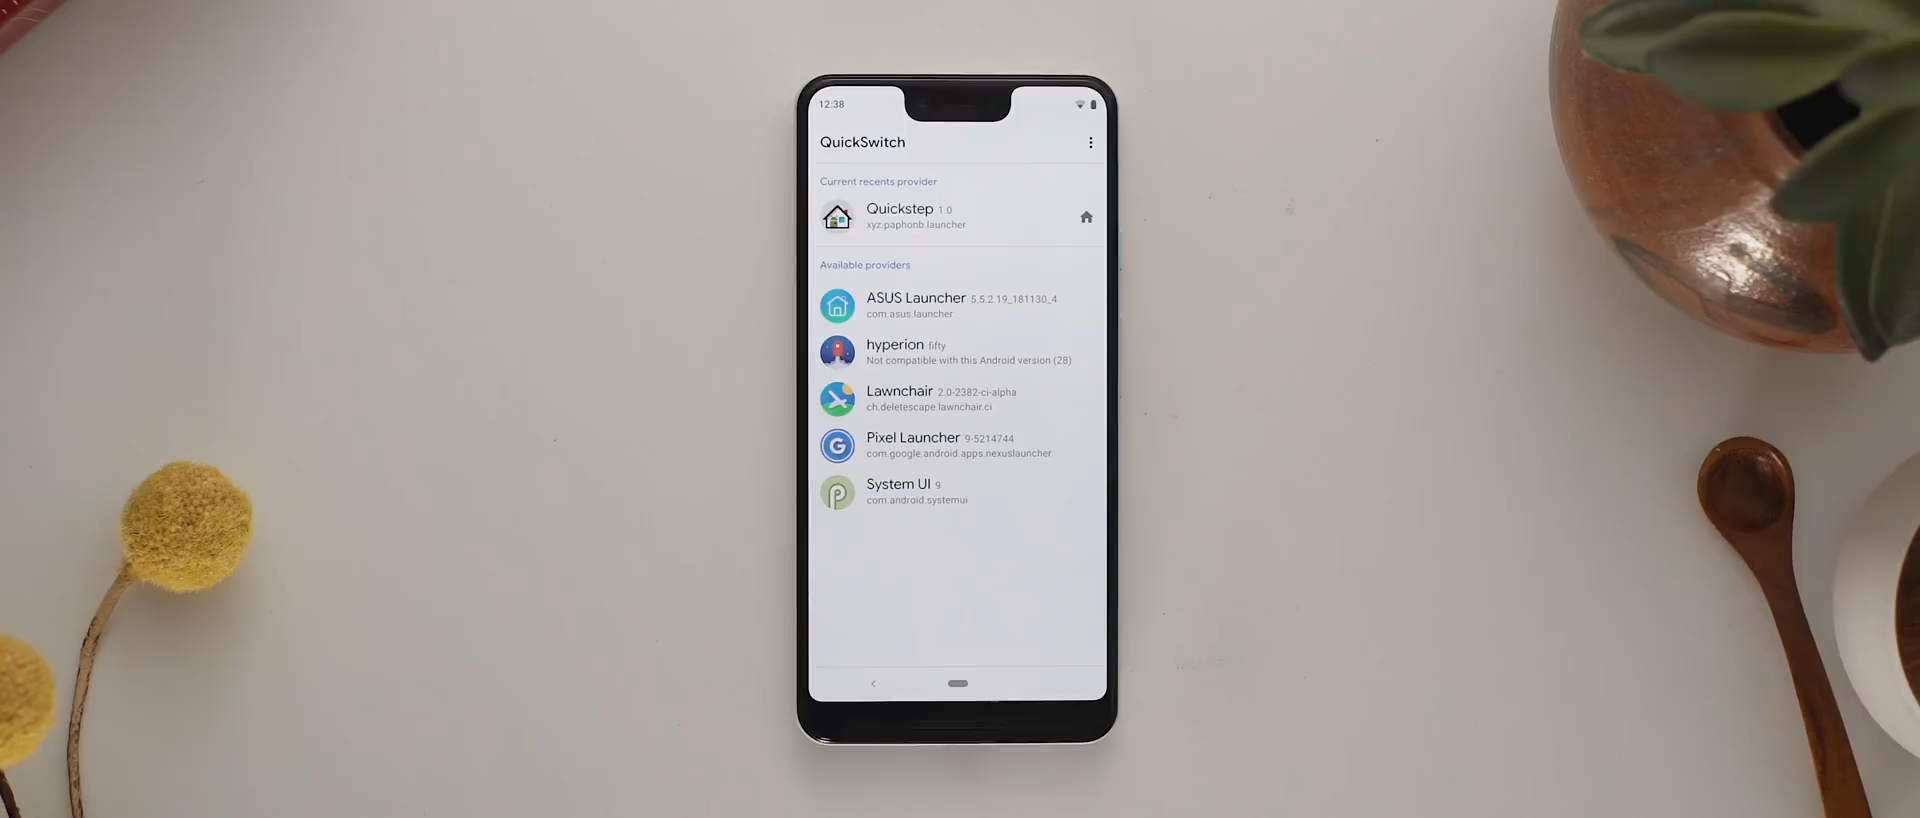 12:38
QuickSwitch
Current recents provider
Quickstep 1.0
xyz.paphonb.launcher
Available providers
ASUS Launcher 5.5.2.19_181130_4
com.asus.launcher
hyperion fifty
Not compatible with this Android version (28)
Lawnchair 2.0-2382-ci-alpha
ch.deletescape.lawnchair.ci
Pixel Launcher 9-5214744
com.google.android.apps.nexuslauncher
System UI 9
com.android.systemui